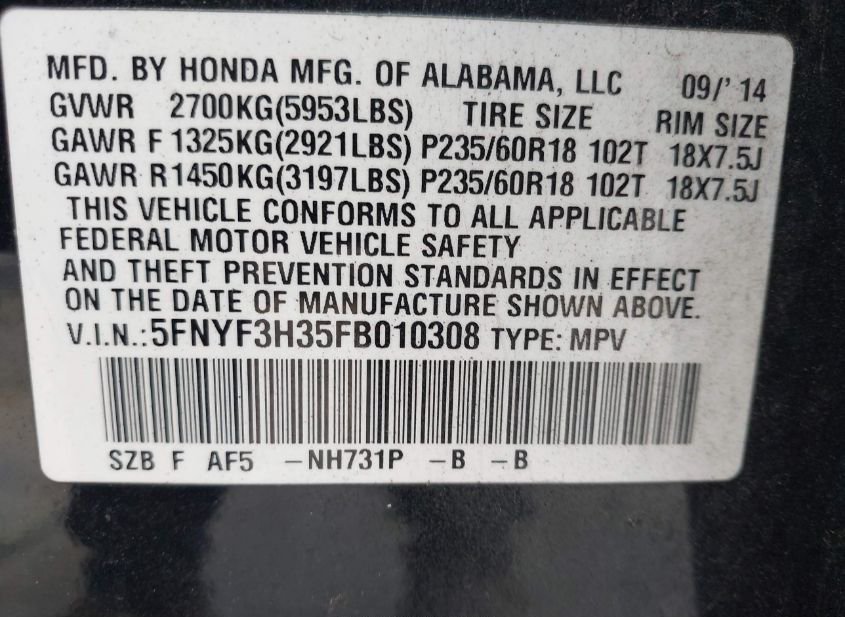 MFD. BY HONDA MFG. OF ALABAMA, LLC 09/' 14
GVWR 2700KG(5953LBS) TIRE SIZE RIM SIZE
GAWR F 1325KG(2921LBS) P235/60R18 102T 18X7.5J
GAWR R1450KG(3197LBS) P235/60R18 102T 18X7.5J
THIS VEHICLE CONFORMS TO ALL APPLICABLE
FEDERAL MOTOR VEHICLE SAFETY
AND THEFT PREVENTION STANDARDS IN EFFECT
ON THE DATE OF MANUFACTURE SHOWN ABOVE.
V.I.N.:5FNYF3H35FB010308 TYPE: MPV
SZB F AF5 -NH731P -B -B